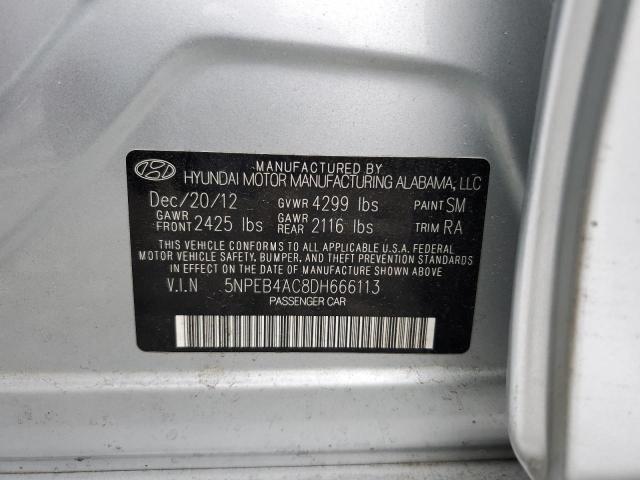 MANUFACTURED BY
HYUNDAI MOTOR MANUFACTURING ALABAMA, LLC
Dec/20/12 GVWR 4299 lbs PAINT SM
GAWR FRONT 2425 lbs GAWR REAR 2116 lbs TRIM RA
THIS VEHICLE CONFORMS TO ALL APPLICABLE U.S.A. FEDERAL
MOTOR VEHICLE SAFETY, BUMPER, AND THEFT PREVENTION STANDARDS
IN EFFECT ON THE DATE OF MANUFACTURE SHOWN ABOVE
V.I.N 5NPEB4AC8DH666113
PASSENGER CAR